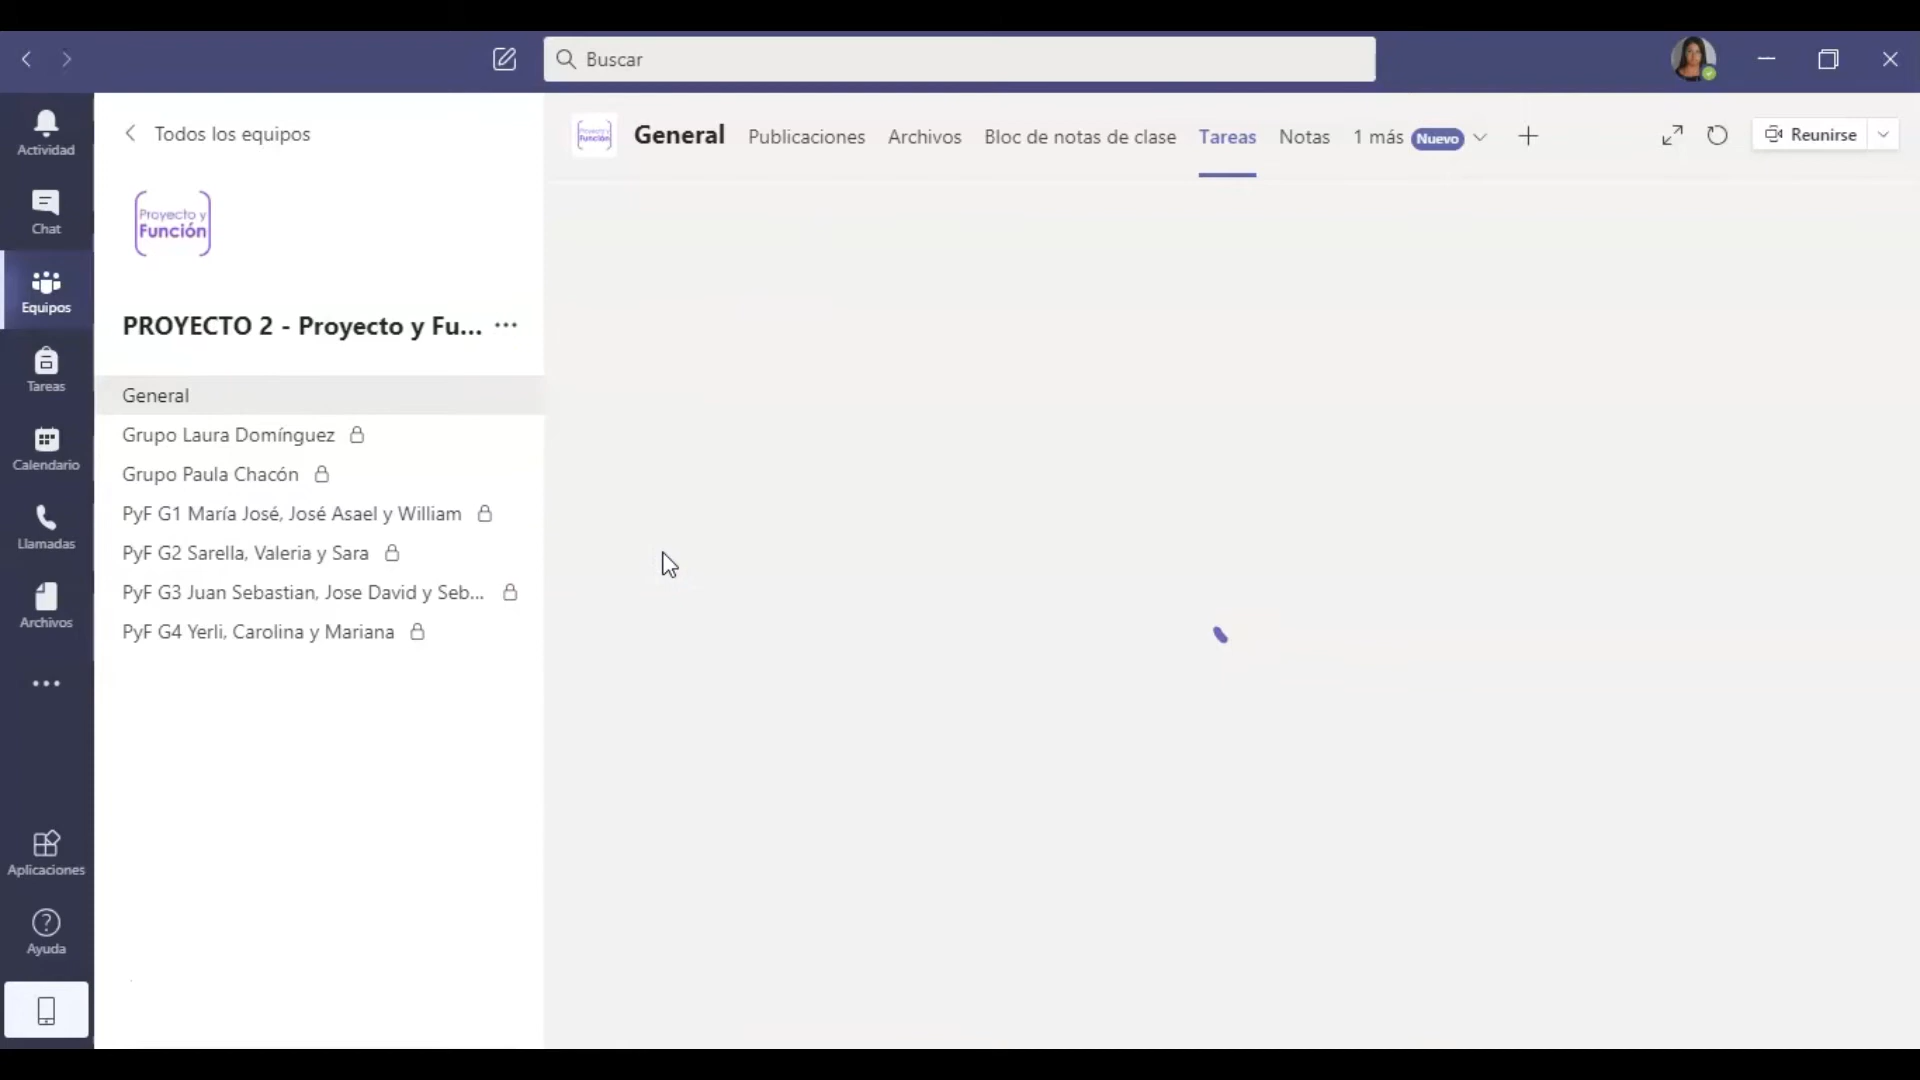 Buscar
Actividad
Chat
Equipos
Tareas
Calendario
Llamadas
Archivos
Aplicaciones
Ayuda
Todos los equipos
Proyecto y
Función
PROYECTO 2 - Proyecto y Fu...
General
Grupo Laura Domínguez
Grupo Paula Chacón
PyF G1 María José, José Asael y William
PyF G2 Sarella, Valeria y Sara
PyF G3 Juan Sebastian, Jose David y Seb...
PyF G4 Yerli, Carolina y Mariana
Proyecto y
Función
General Publicaciones Archivos Bloc de notas de clase Tareas Notas 1 más Nuevo Reunirse